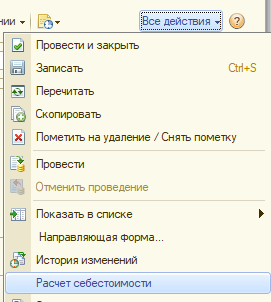 нии
Все действия
Провести и закрыть
Записать Ctrl+S
Перечитать
Скопировать
Пометить на удаление / Снять пометку
Провести
Отменить проведение
Показать в списке
Направляющая форма...
История изменений
Расчет себестоимости